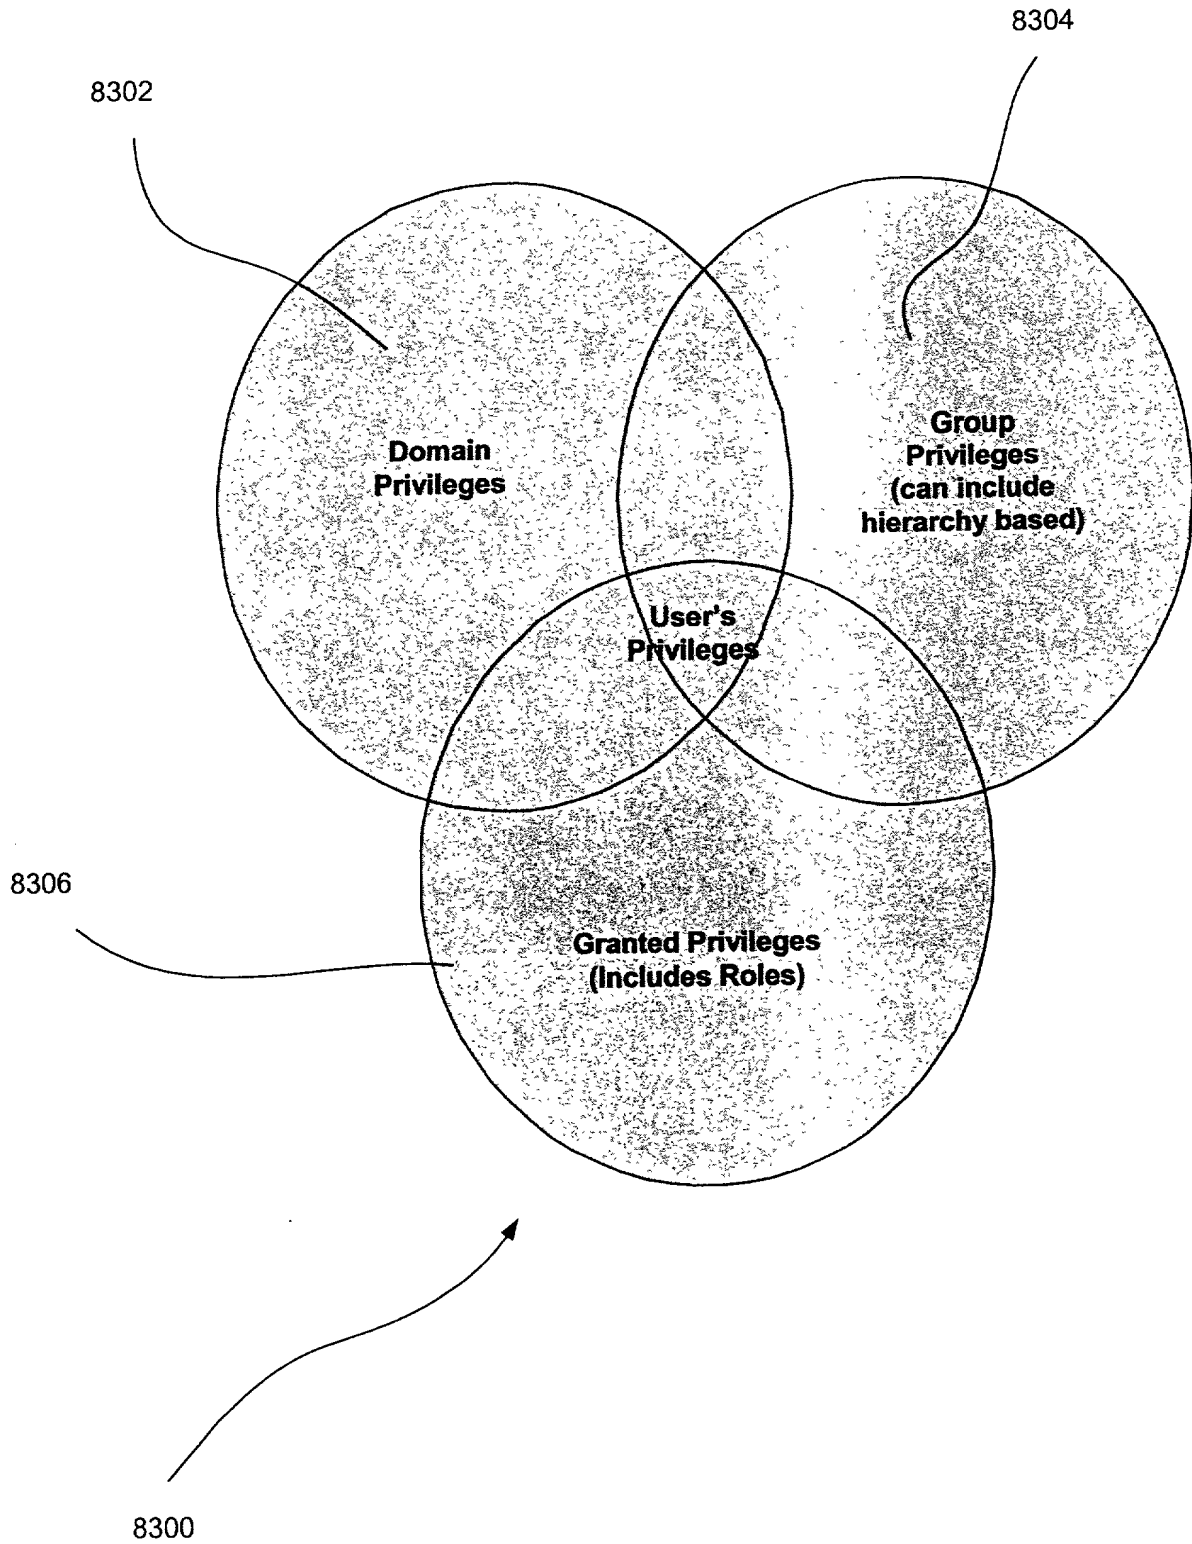 8304
8302
Domain
Privileges
Group
Privileges
(can include
hierarchy based)
User's
Privileges
8306
Granted Privileges
(Includes Roles)
8300